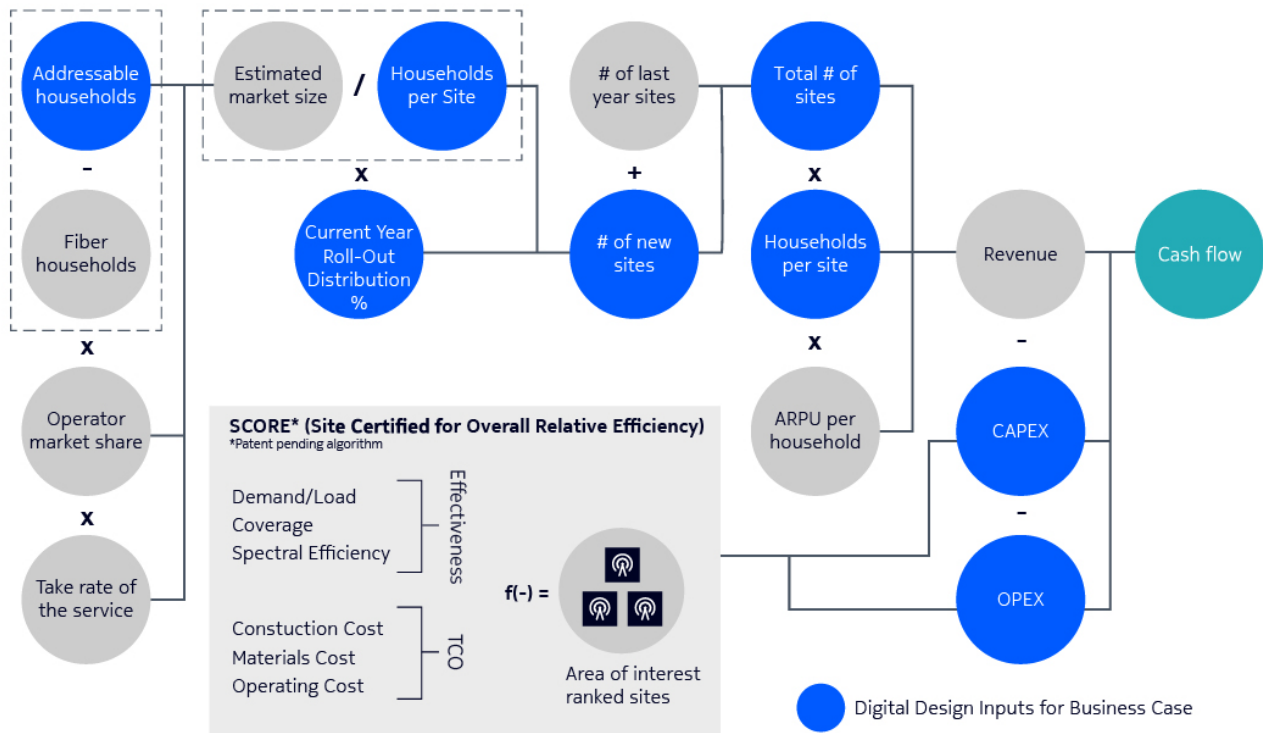 Addressable
households
-
Fiber
households
x
Operator
market share
x
Take rate of
the service
Estimated
market size
/
Households
per Site
x
Current Year
Roll-Out
Distribution
%
# of last
year sites
+
# of new
sites
Total # of
sites
x
Households
per site
x
ARPU per
household
Revenue
-
CAPEX
-
OPEX
Cash flow
SCORE* (Site Certified for Overall Relative Efficiency)
*Patent pending algorithm
Demand/Load
Coverage
Spectral Efficiency
Effectiveness
Constuction Cost
Materials Cost
Operating Cost
TCO
f(-) =
Area of interest
ranked sites
Digital Design Inputs for Business Case